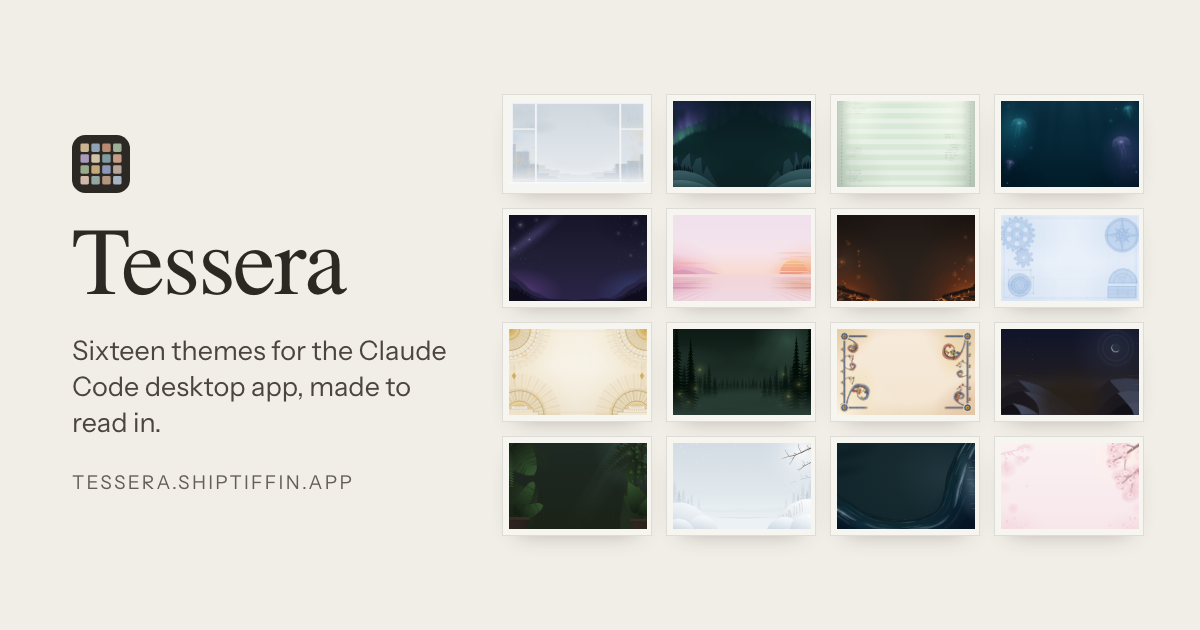 Tessera
Sixteen themes for the Claude
Code desktop app, made to
read in.
TESSERA.SHIPTIFFIN.APP